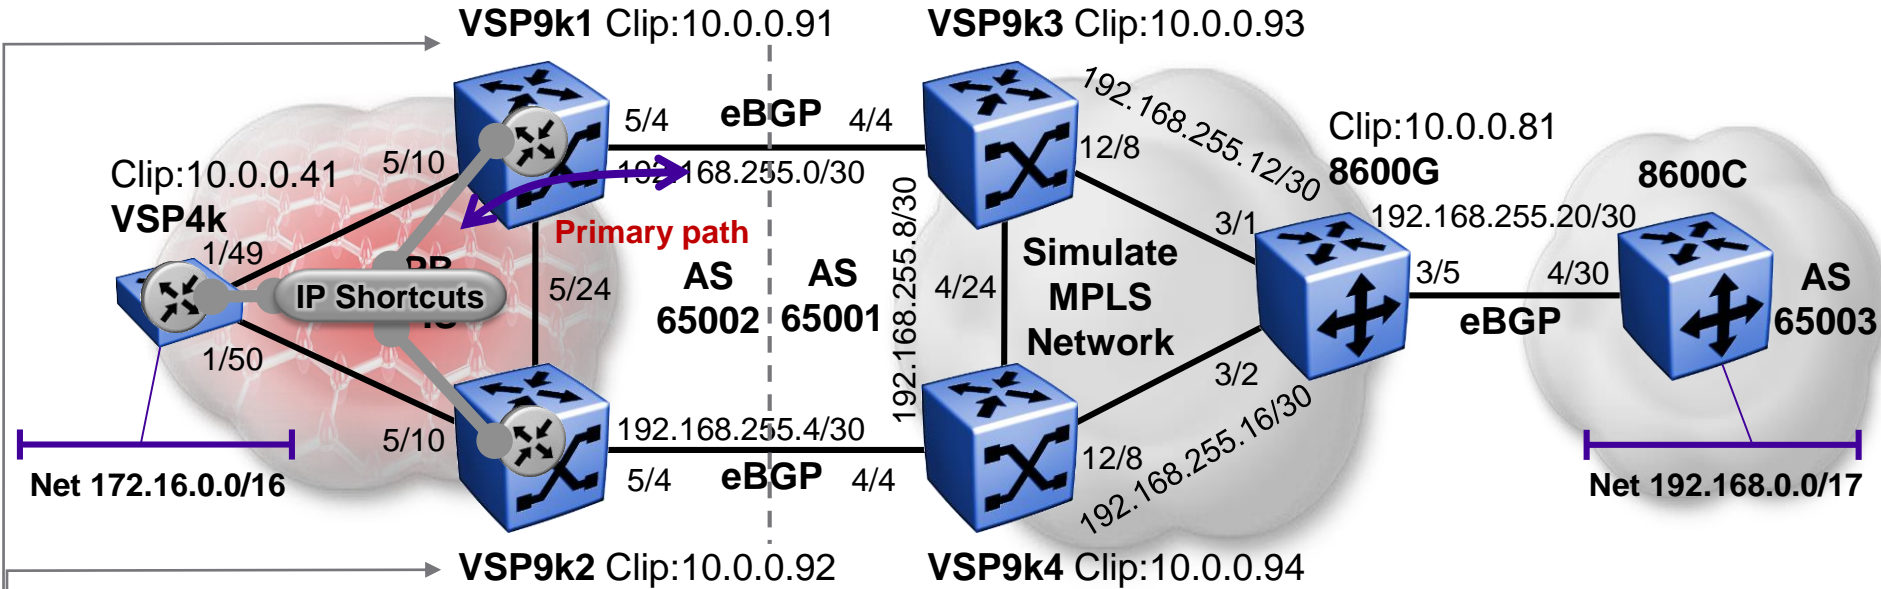 VSP9k1 Clip:10.0.0.91
VSP9k3 Clip:10.0.0.93
5/4
eBGP
4/4
192.168.255.0/30
192.168.255.12/30
12/8
Clip:10.0.0.81
8600G
8600C
Clip:10.0.0.41
VSP4k
5/10
1/49
Primary path
192.168.255.8/30
3/1
192.168.255.20/30
IP Shortcuts
5/24
AS
65002
AS
65001
4/24
Simulate
MPLS
Network
3/5
4/30
eBGP
AS
65003
1/50
3/2
5/10
192.168.255.4/30
5/4
eBGP
4/4
12/8
192.168.255.16/30
Net 172.16.0.0/16
Net 192.168.0.0/17
VSP9k2 Clip:10.0.0.92
VSP9k4 Clip:10.0.0.94